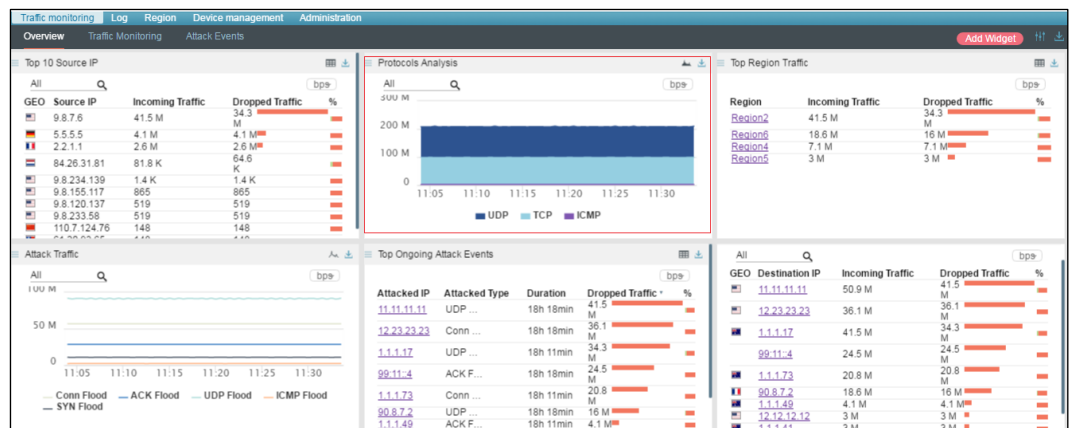 Traffic monitoring Log Region Device management Administration
Overview Traffic Monitoring Attack Events Add Widget
Top 10 Source IP
All bps
GEO Source IP Incoming Traffic Dropped Traffic %
9.8.7.6 41.5 M 34.3 M
5.5.5.5 4.1 M 4.1 M
2.2.1.1 2.6 M 2.6 M
84.26.31.81 81.8 K 64.6 K
9.8.234.139 1.4 K 1.4 K
9.8.155.117 865 865
9.8.120.137 519 519
9.8.233.58 519 519
110.7.124.76 148 148
Protocols Analysis
All bps
300 M
200 M
100 M
0
11:05 11:10 11:15 11:20 11:25 11:30
UDP TCP ICMP
Top Region Traffic
bps
Region Incoming Traffic Dropped Traffic %
Region2 41.5 M 34.3 M
Region6 18.6 M 16 M
Region4 7.1 M 7.1 M
Region5 3 M 3 M
Attack Traffic
All bps
100 M
50 M
0
11:05 11:10 11:15 11:20 11:25 11:30
Conn Flood ACK Flood UDP Flood ICMP Flood
SYN Flood
Top Ongoing Attack Events
bps
Attacked IP Attacked Type Duration Dropped Traffic %
11.11.11.11 UDP ... 18h 18min 41.5 M
12.23.23.23 Conn ... 18h 18min 36.1 M
1.1.1.17 UDP ... 18h 11min 34.3 M
99:11::4 ACK F... 18h 18min 24.5 M
1.1.1.73 Conn ... 18h 11min 20.8 M
90.8.7.2 UDP ... 18h 18min 16 M
1.1.1.49 ACK F... 18h 11min 4.1 M
All bps
GEO Destination IP Incoming Traffic Dropped Traffic %
11.11.11.11 50.9 M 41.5 M
12.23.23.23 36.1 M 36.1 M
1.1.1.17 41.5 M 34.3 M
99:11::4 24.5 M 24.5 M
1.1.1.73 20.8 M 20.8 M
90.8.7.2 18.6 M 16 M
1.1.1.49 4.1 M 4.1 M
12.12.12.12 3 M 3 M
1.1.1.41 3 M 3 M